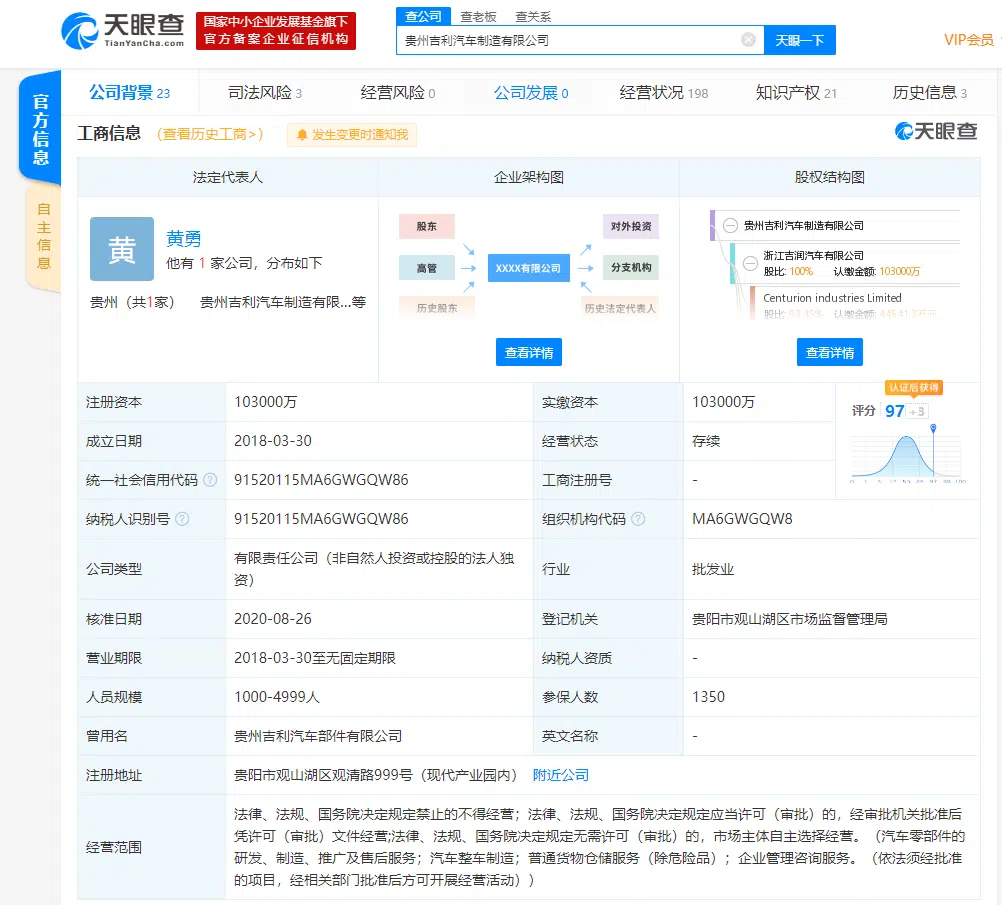 天眼查
TianYanCha.com
国家中小企业发展基金旗下
官方备案企业征信机构
查公司 查老板 查关系
贵州吉利汽车制造有限公司
天眼一下
VIP会员
官方信息
自主信息
公司背景 23 司法风险 3 经营风险 0 公司发展 0 经营状况 198 知识产权 21 历史信息 3
工商信息 (查看历史工商>) 发生变更时通知我
天眼查
法定代表人 企业架构图 股权结构图
黄
黄勇
他有 1 家公司，分布如下
贵州（共1家） 贵州吉利汽车制造有限...等
股东
高管
历史股东
XXXX有限公司
对外投资
分支机构
历史法定代表人
查看详情
贵州吉利汽车制造有限公司
浙江吉润汽车有限公司
股比: 100% 认缴金额: 103000万
Centurion industries Limited
查看详情
注册资本 103000万 实缴资本 103000万
认证后获得
评分 97 +3
成立日期 2018-03-30 经营状态 存续
统一社会信用代码 91520115MA6GWGQW86 工商注册号 -
纳税人识别号 91520115MA6GWGQW86 组织机构代码 MA6GWGQW8
公司类型 有限责任公司（非自然人投资或控股的法人独
资） 行业 批发业
核准日期 2020-08-26 登记机关 贵阳市观山湖区市场监督管理局
营业期限 2018-03-30至无固定期限 纳税人资质 -
人员规模 1000-4999人 参保人数 1350
曾用名 贵州吉利汽车部件有限公司 英文名称 -
注册地址 贵阳市观山湖区观清路999号（现代产业园内） 附近公司
经营范围
法律、法规、国务院决定规定禁止的不得经营；法律、法规、国务院决定规定应当许可（审批）的，经审批机关批准后
凭许可（审批）文件经营;法律、法规、国务院决定规定无需许可（审批）的，市场主体自主选择经营。（汽车零部件的
研发、制造、推广及售后服务；汽车整车制造；普通货物仓储服务（除危险品）；企业管理咨询服务。（依法须经批准
的项目，经相关部门批准后方可开展经营活动））